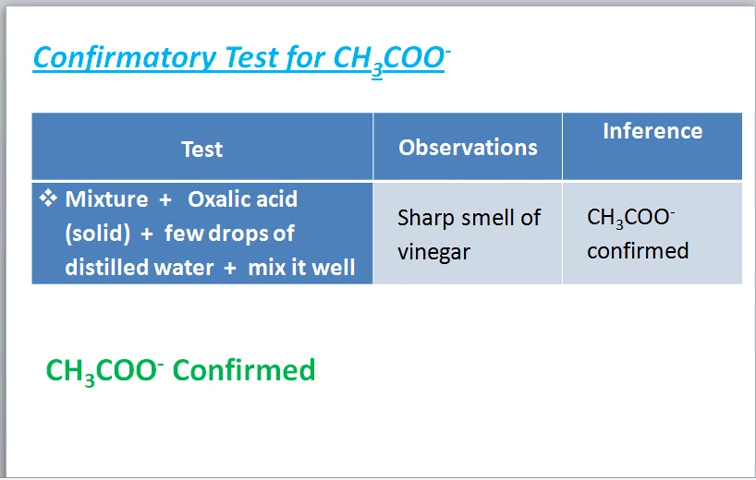 Confirmatory Test for CH₃COO⁻
Test
Observations
Inference
❖ Mixture + Oxalic acid
(solid) + few drops of
distilled water + mix it well
Sharp smell of
vinegar
CH₃COO⁻
confirmed
CH₃COO⁻ Confirmed